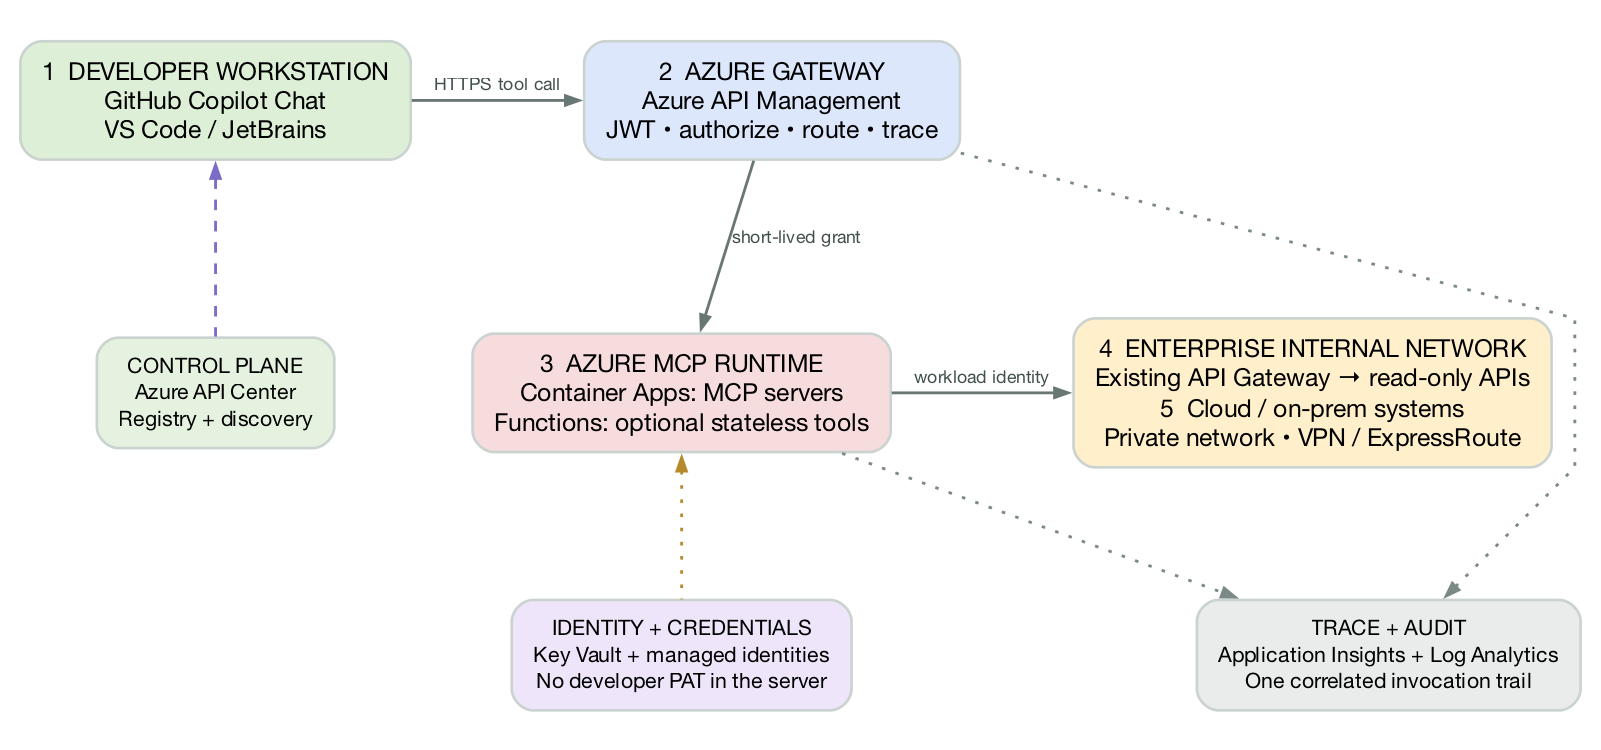 1  DEVELOPER WORKSTATION
GitHub Copilot Chat
VS Code / JetBrains
HTTPS tool call
2  AZURE GATEWAY
Azure API Management
JWT • authorize • route • trace
short-lived grant
CONTROL PLANE
Azure API Center
Registry + discovery
3  AZURE MCP RUNTIME
Container Apps: MCP servers
Functions: optional stateless tools
workload identity
4  ENTERPRISE INTERNAL NETWORK
Existing API Gateway → read-only APIs
5  Cloud / on-prem systems
Private network • VPN / ExpressRoute
IDENTITY + CREDENTIALS
Key Vault + managed identities
No developer PAT in the server
TRACE + AUDIT
Application Insights + Log Analytics
One correlated invocation trail